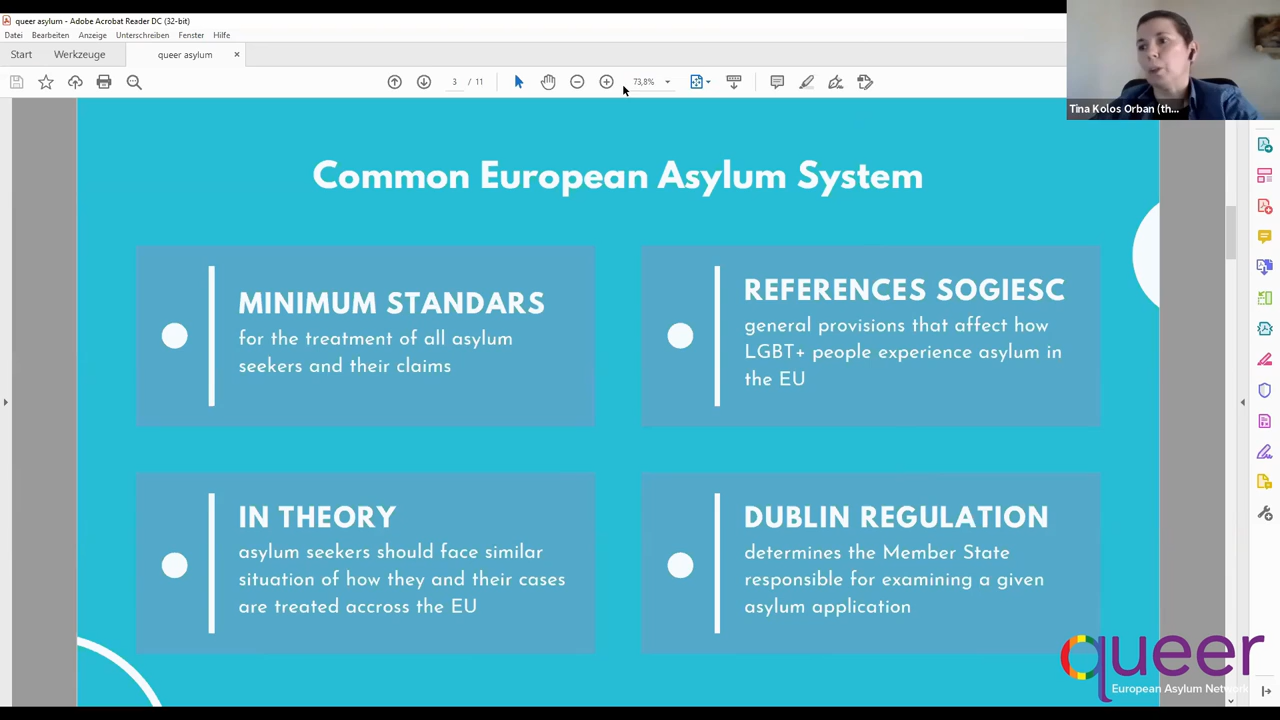 queer asylum - Adobe Acrobat Reader DC (32-bit)
Datei Bearbeiten Anzeige Unterschreiben Fenster Hilfe
Start Werkzeuge queer asylum ×
3 / 11 73,8%
Tina Kolos Orban (th...
Common European Asylum System
MINIMUM STANDARS
for the treatment of all asylum
seekers and their claims
REFERENCES SOGIESC
general provisions that affect how
LGBT+ people experience asylum in
the EU
IN THEORY
asylum seekers should face similar
situation of how they and their cases
are treated accross the EU
DUBLIN REGULATION
determines the Member State
responsible for examining a given
asylum application
queer
European Asylum Network